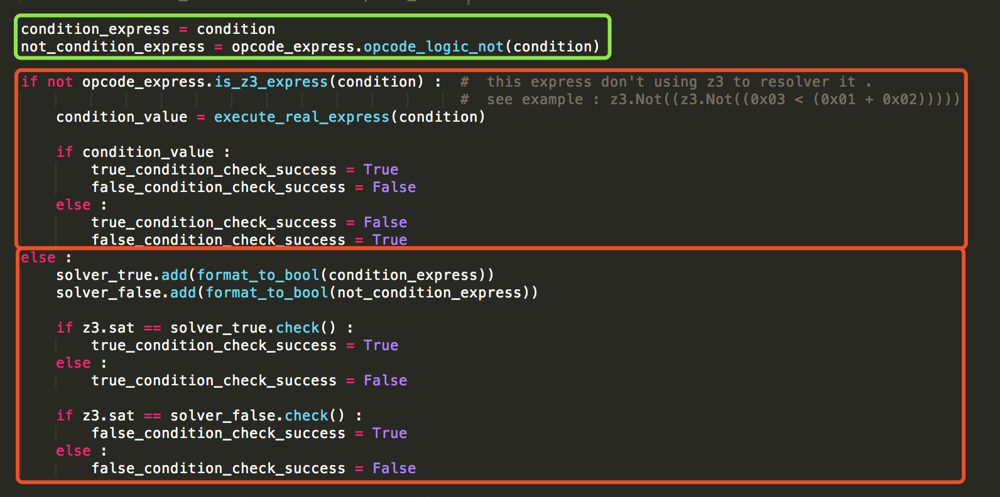 condition_express = condition
not_condition_express = opcode_express.opcode_logic_not(condition)
if not opcode_express.is_z3_express(condition) :  #  this express don't using z3 to resolver it .
#  see example : z3.Not((z3.Not((0x03 < (0x01 + 0x02)))))
condition_value = execute_real_express(condition)
if condition_value :
true_condition_check_success = True
false_condition_check_success = False
else :
true_condition_check_success = False
false_condition_check_success = True
else :
solver_true.add(format_to_bool(condition_express))
solver_false.add(format_to_bool(not_condition_express))
if z3.sat == solver_true.check() :
true_condition_check_success = True
else :
true_condition_check_success = False
if z3.sat == solver_false.check() :
false_condition_check_success = True
else :
false_condition_check_success = False